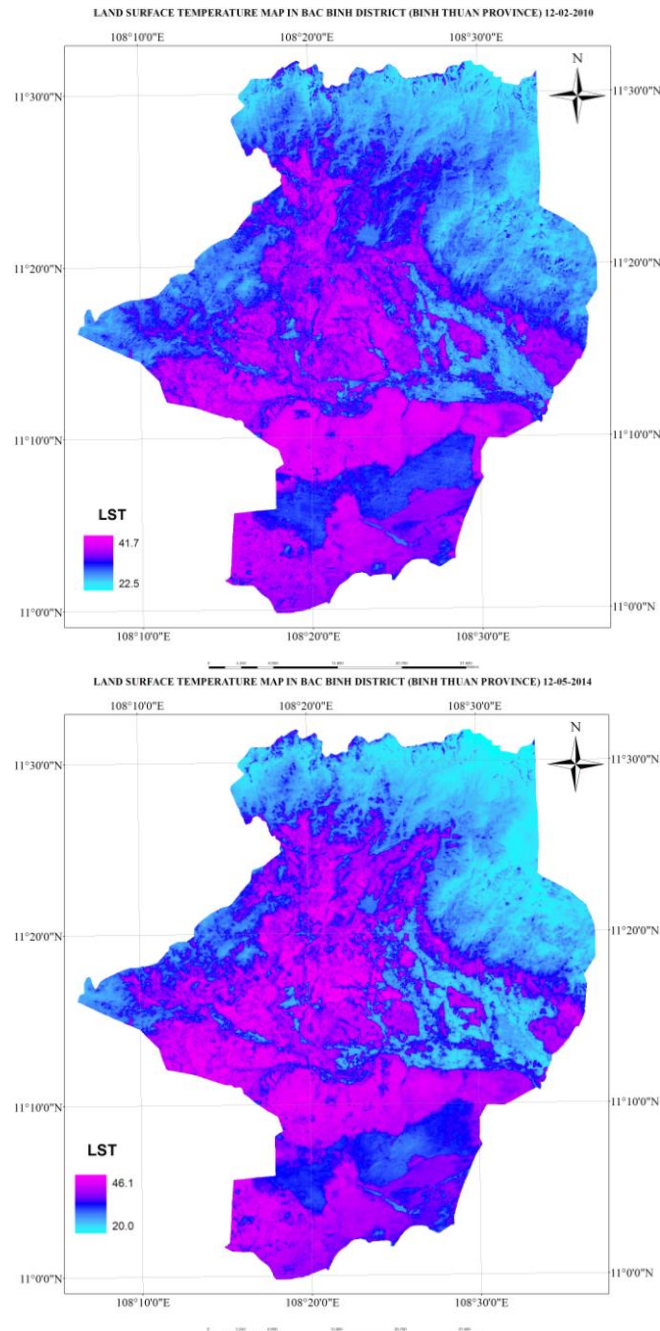 LAND SURFACE TEMPERATURE MAP IN BAC BINH DISTRICT (BINH THUAN PROVINCE) 12-02-2010
108°10'0"E 108°20'0"E 108°30'0"E
N
11°30'0"N 11°30'0"N
11°20'0"N 11°20'0"N
11°10'0"N 11°10'0"N
LST
41.7
22.5
11°0'0"N 11°0'0"N
108°10'0"E 108°20'0"E 108°30'0"E
LAND SURFACE TEMPERATURE MAP IN BAC BINH DISTRICT (BINH THUAN PROVINCE) 12-05-2014
108°10'0"E 108°20'0"E 108°30'0"E
N
11°30'0"N 11°30'0"N
11°20'0"N 11°20'0"N
11°10'0"N 11°10'0"N
LST
46.1
20.0
11°0'0"N 11°0'0"N
108°10'0"E 108°20'0"E 108°30'0"E